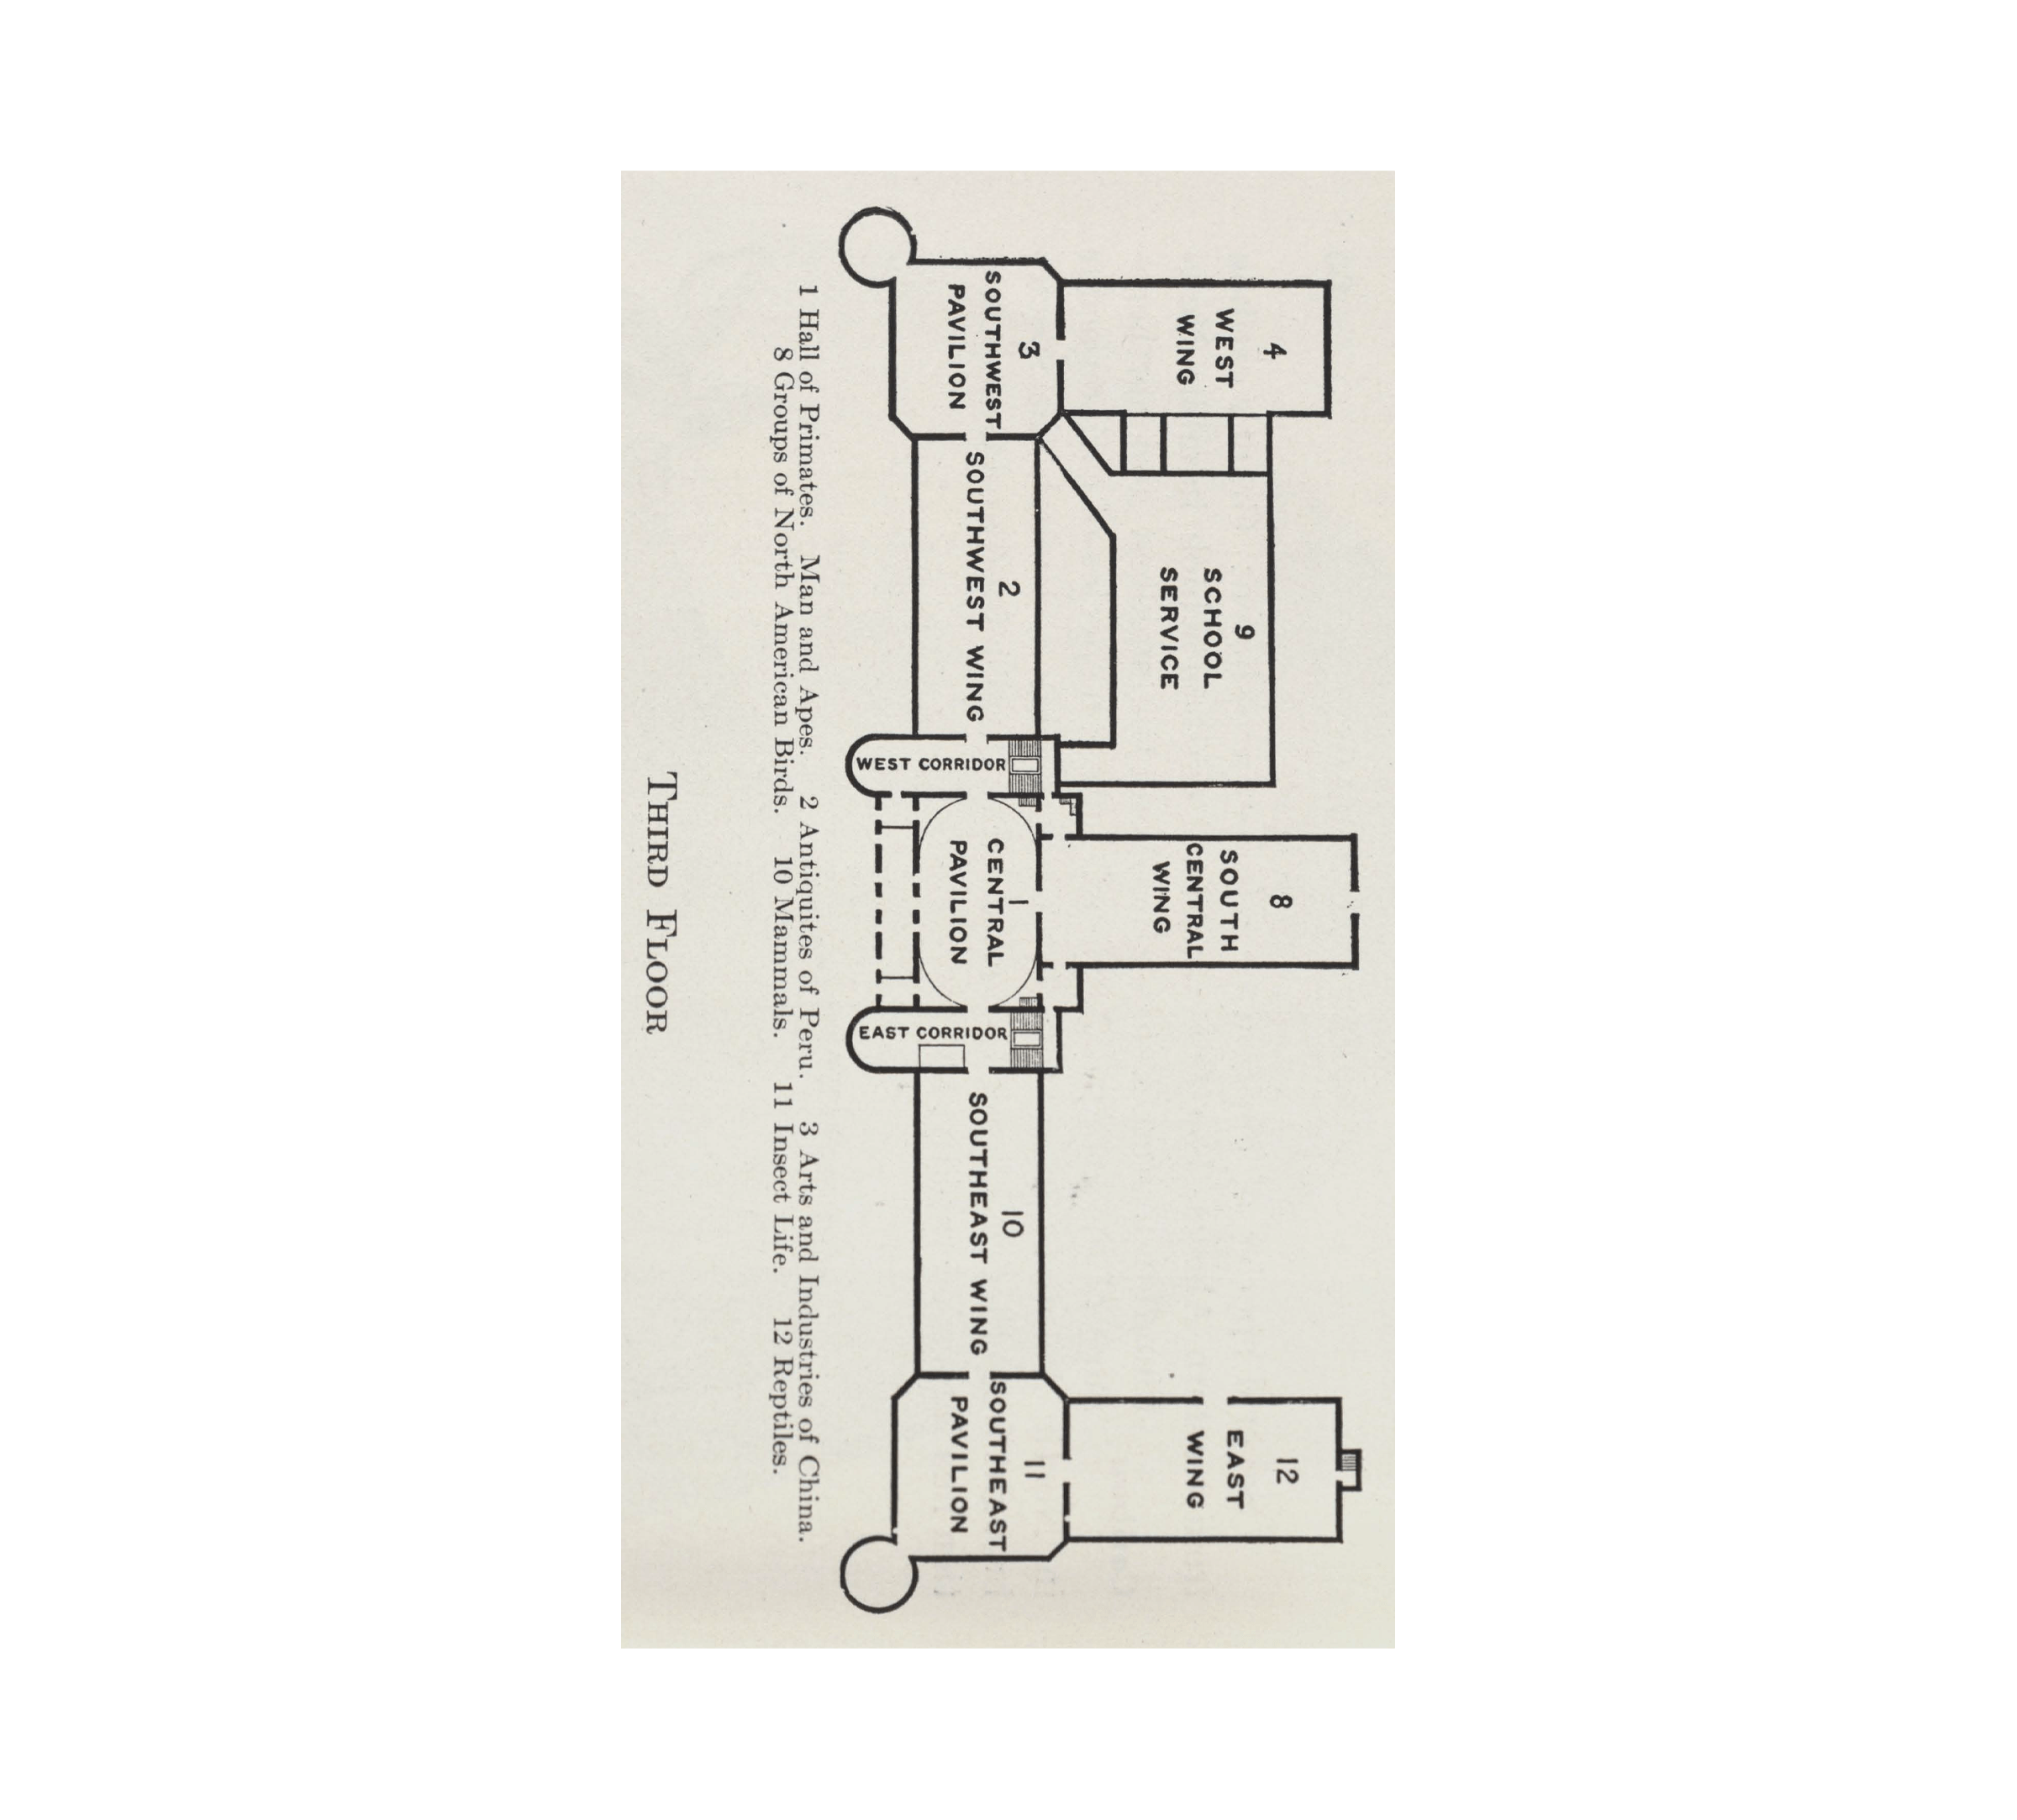 4
WEST
WING
9
SCHOOL
SERVICE
8
SOUTH
CENTRAL
WING
12
EAST
WING
3
SOUTHWEST
PAVILION
2
SOUTHWEST WING
WEST CORRIDOR
1
CENTRAL
PAVILION
EAST CORRIDOR
10
SOUTHEAST WING
11
SOUTHEAST
PAVILION
1 Hall of Primates. Man and Apes. 2 Antiquites of Peru. 3 Arts and Industries of China.
8 Groups of North American Birds. 10 Mammals. 11 Insect Life. 12 Reptiles.
THIRD FLOOR